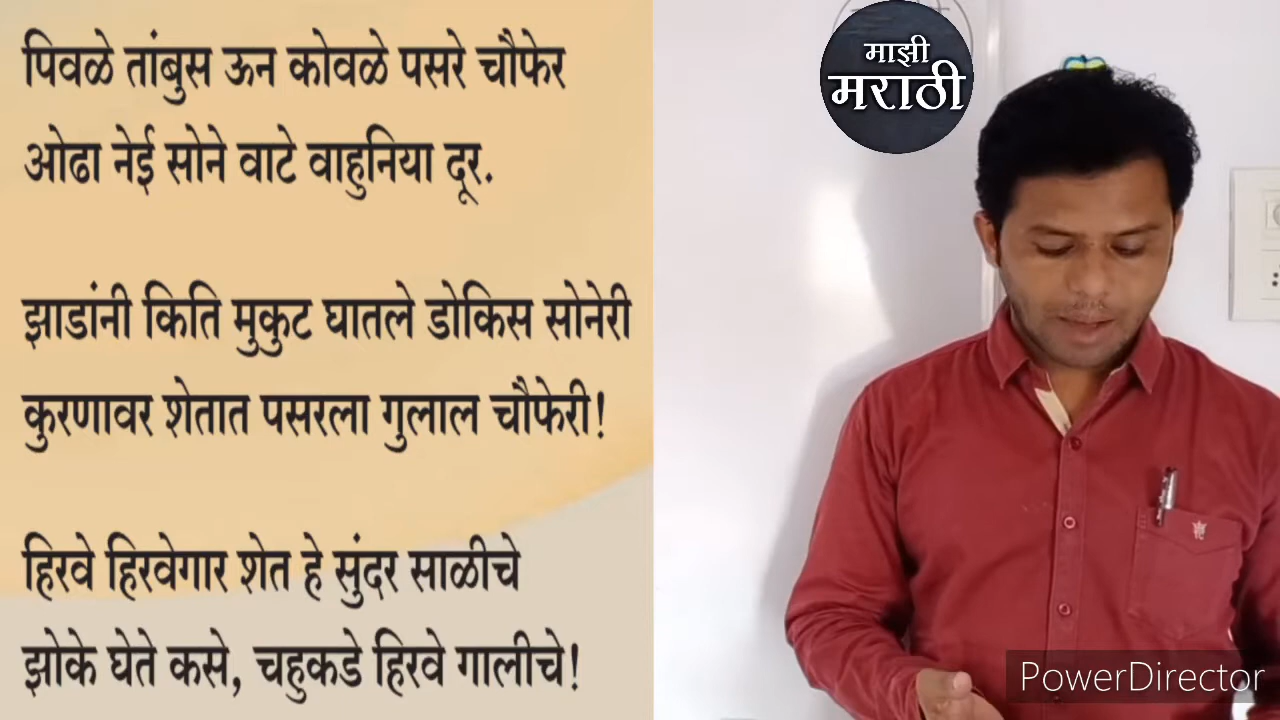 पिवळे तांबुस ऊन कोवळे पसरे चौफेर
ओढा नेई सोने वाटे वाहुनिया दूर.
झाडांनी किति मुकुट घातले डोकिस सोनेरी
कुरणावर शेतात पसरला गुलाल चौफेरी!
हिरवे हिरवेगार शेत हे सुंदर साळीचे
झोके घेते कसे, चहुकडे हिरवे गालीचे!
माझी
मराठी
PowerDirector